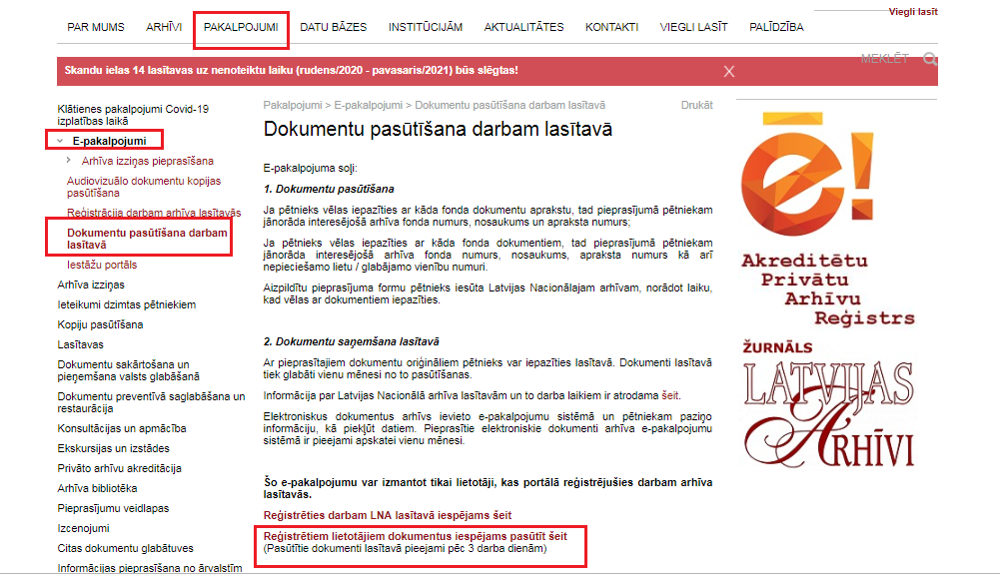 Viegli lasīt
PAR MUMS
ARHĪVI
PAKALPOJUMI
DATU BĀZES
INSTITŪCIJĀM
AKTUALITĀTES
KONTAKTI
VIEGLI LASĪT
PALĪDZĪBA
MEKLĒT
Skandu ielas 14 lasītavas uz nenoteiktu laiku (rudens/2020 - pavasaris/2021) būs slēgtas!
X
Klātienes pakalpojumi Covid-19
izplatības laikā
E-pakalpojumi
Arhīva izziņas pieprasīšana
Audiovizuālo dokumentu kopijas
pasūtīšana
Reģistrācija darbam arhīva lasītavās
Dokumentu pasūtīšana darbam
lasītavā
Iestāžu portāls
Arhīva izziņas
Ieteikumi dzimtas pētniekiem
Kopiju pasūtīšana
Lasītavas
Dokumentu sakārtošana un
pieņemšana valsts glabāšanā
Dokumentu preventīvā saglabāšana un
restaurācija
Konsultācijas un apmācība
Ekskursijas un izstādes
Privāto arhīvu akreditācija
Arhīva bibliotēka
Pieprasījumu veidlapas
Izcenojumi
Citas dokumentu glabātuves
Informācijas pieprasīšana no ārvalstīm
Pakalpojumi > E-pakalpojumi > Dokumentu pasūtīšana darbam lasītavā
Drukāt
Dokumentu pasūtīšana darbam lasītavā
E-pakalpojuma soļi:
1. Dokumentu pasūtīšana
Ja pētnieks vēlas iepazīties ar kāda fonda dokumentu aprakstu, tad pieprasījumā pētniekam
jānorāda interesējošā arhīva fonda numurs, nosaukums un apraksta numurs;
Ja pētnieks vēlas iepazīties ar kāda fonda dokumentiem, tad pieprasījumā pētniekam
jānorāda interesējošā arhīva fonda numurs, nosaukums, apraksta numurs kā arī
nepieciešamo lietu / glabājamo vienību numuri.
Aizpildītu pieprasījuma formu pētnieks iesūta Latvijas Nacionālajam arhīvam, norādot laiku,
kad vēlas ar dokumentiem iepazīties.
2. Dokumentu saņemšana lasītavā
Ar pieprasītajiem dokumentu oriģināliem pētnieks var iepazīties lasītavā. Dokumenti lasītavā
tiek glabāti vienu mēnesi no to pasūtīšanas.
Informācija par Latvijas Nacionālā arhīva lasītavām un to darba laikiem ir atrodama šeit.
Elektroniskus dokumentus arhīvs ievieto e-pakalpojumu sistēmā un pētniekam paziņo
informāciju, kā piekļūt datiem. Pieprasītie elektroniskie dokumenti arhīva e-pakalpojumu
sistēmā ir pieejami apskatei vienu mēnesi.
Šo e-pakalpojumu var izmantot tikai lietotāji, kas portālā reģistrējušies darbam arhīva
lasītavās.
Reģistrēties darbam LNA lasītavā iespējams šeit
Reģistrētiem lietotājiem dokumentus iespējams pasūtīt šeit
(Pasūtītie dokumenti lasītavā pieejami pēc 3 darba dienām)
ē!
Akreditētu
Privātu
Arhīvu
Reģistrs
ŽURNĀLS
LATVIJAS
ARHĪVI